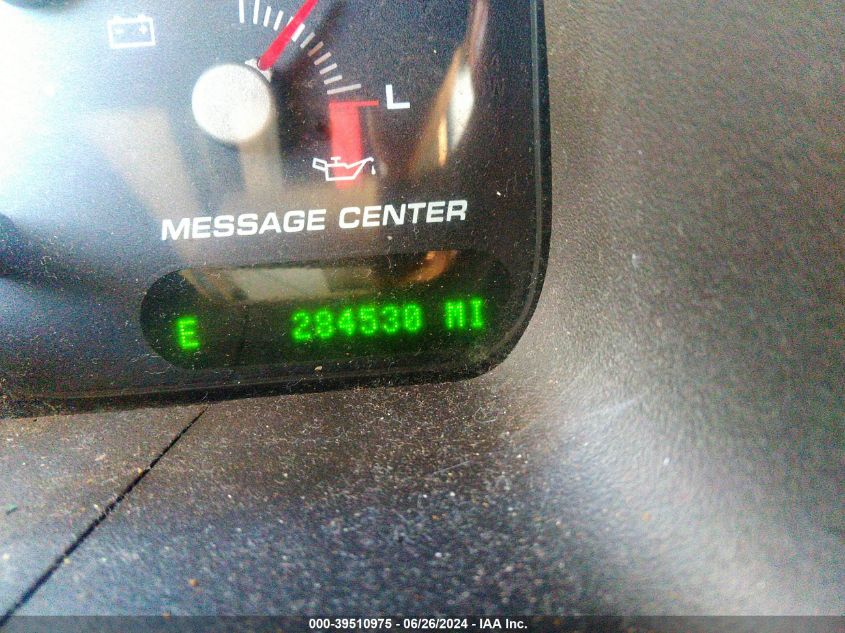 L
MESSAGE CENTER
E 284530 MI
000-39510975 - 06/26/2024 - IAA Inc.